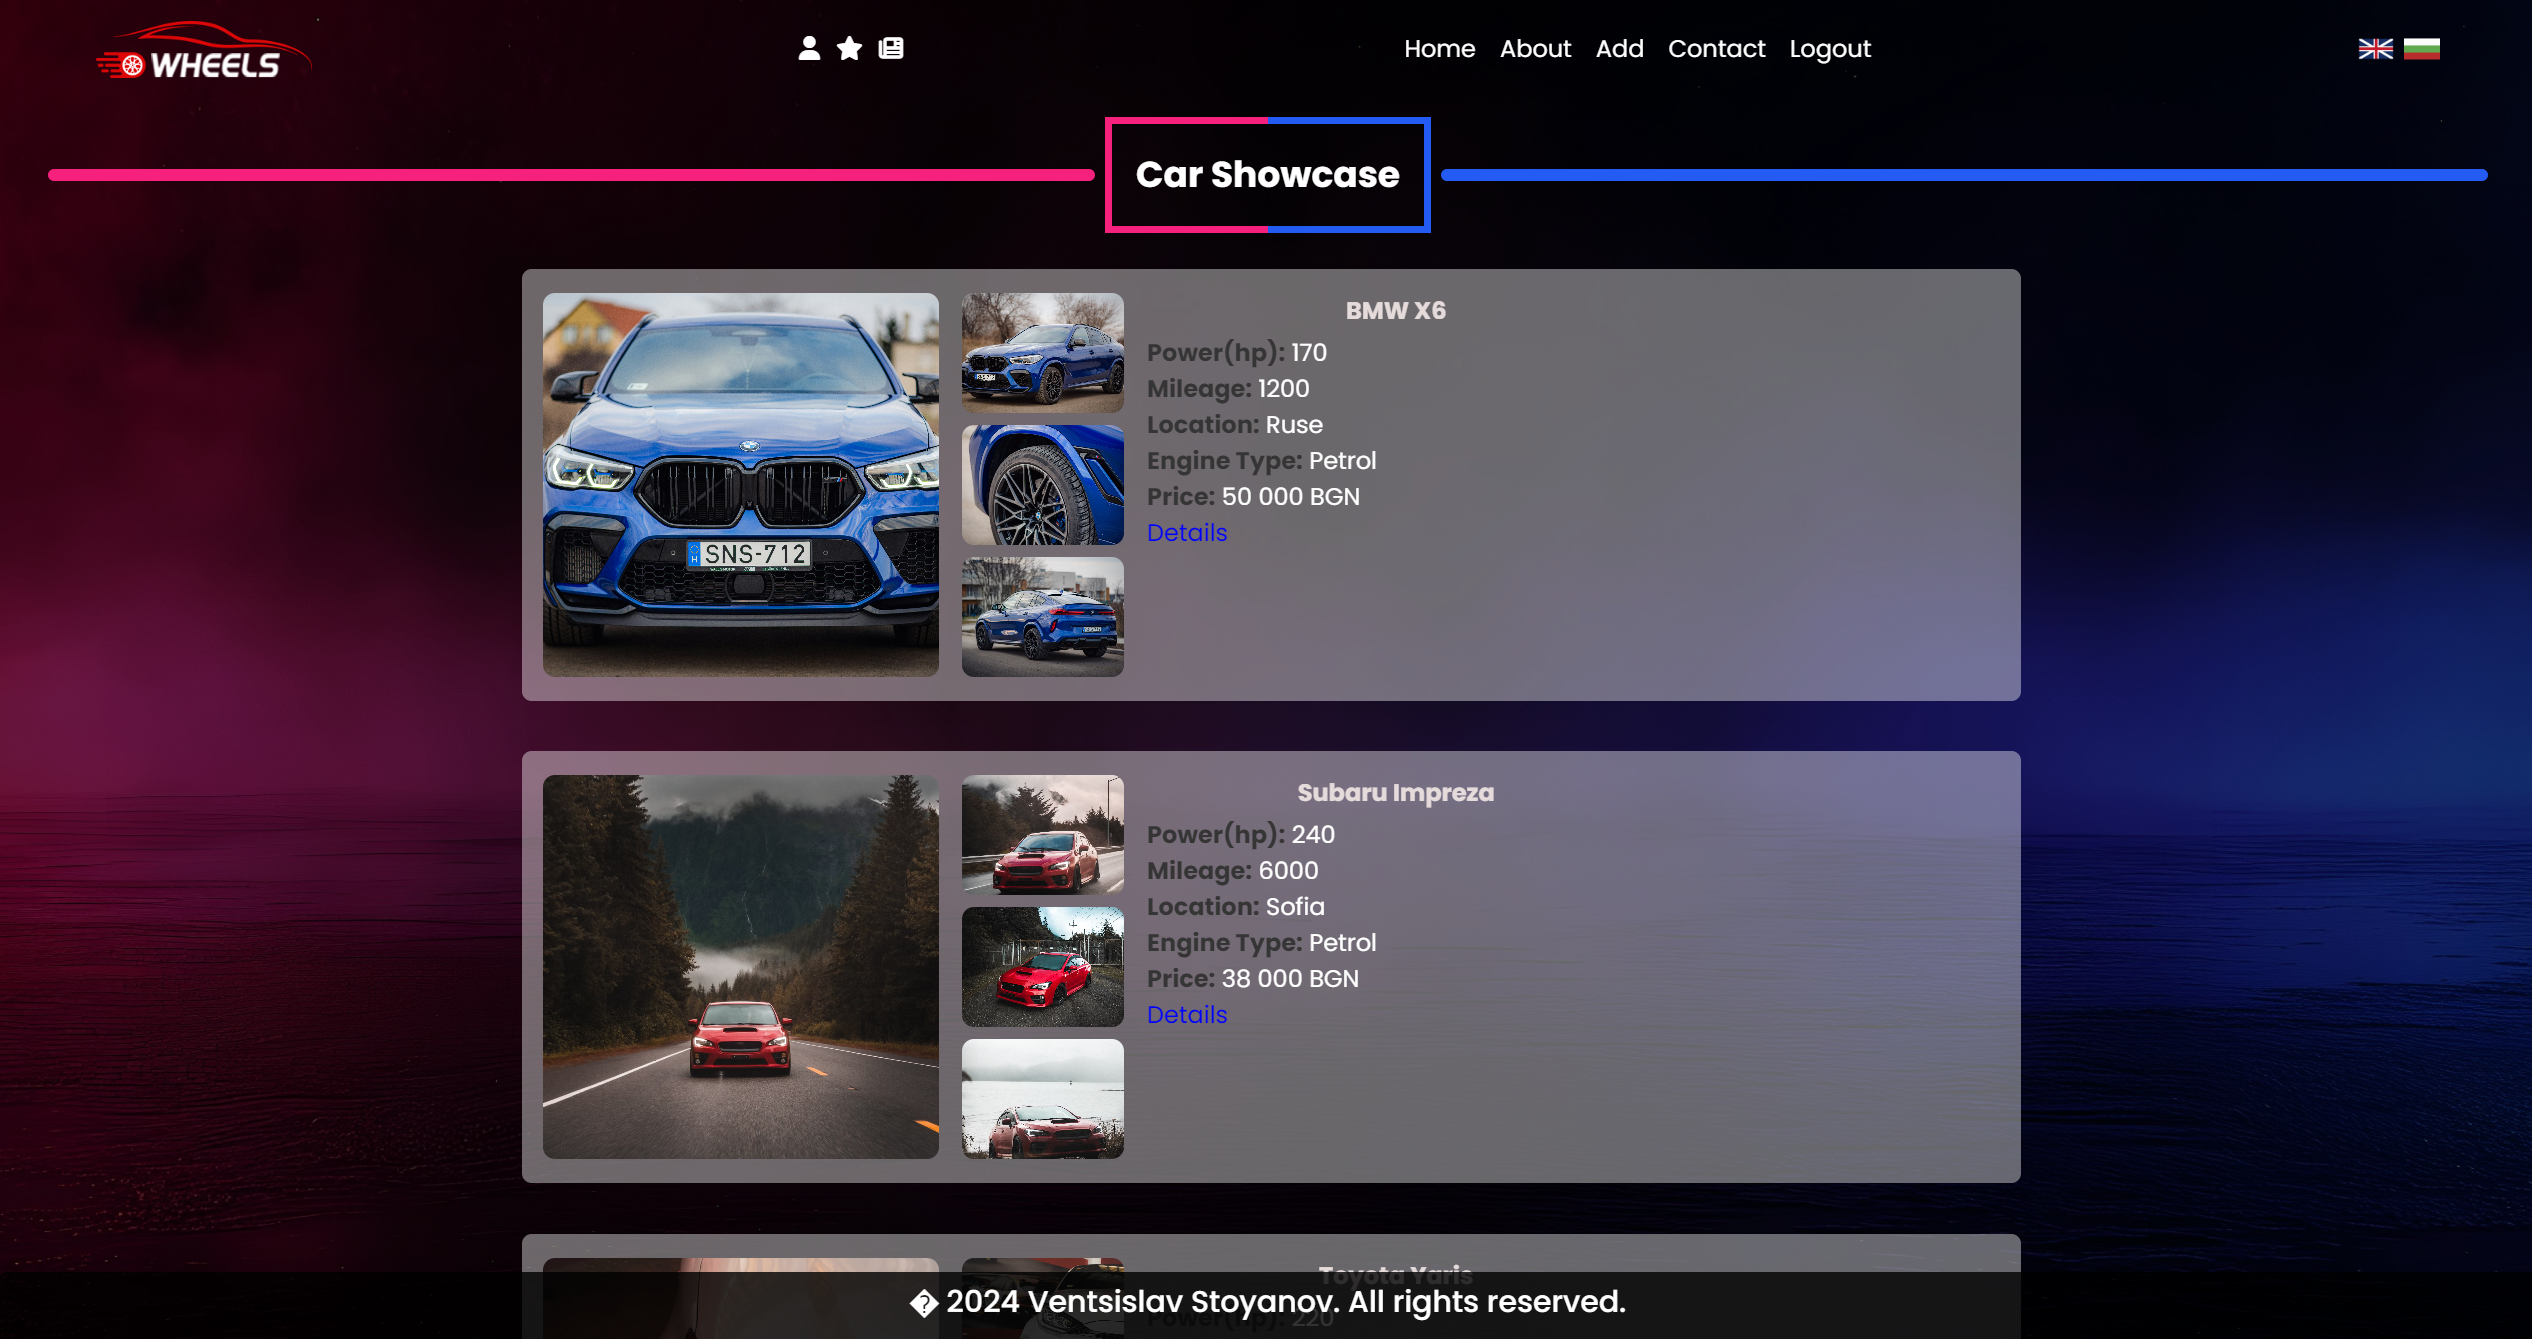 WHEELS
Home About Add Contact Logout
Car Showcase
SNS-712
BMW X6
Power(hp): 170
Mileage: 1200
Location: Ruse
Engine Type: Petrol
Price: 50 000 BGN
Details
Subaru Impreza
Power(hp): 240
Mileage: 6000
Location: Sofia
Engine Type: Petrol
Price: 38 000 BGN
Details
Toyota Yaris
Power(hp): 220
� 2024 Ventsislav Stoyanov. All rights reserved.